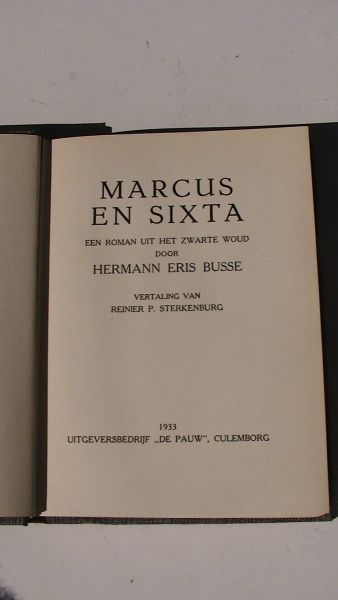 MARCUS
EN SIXTA
EEN ROMAN UIT HET ZWARTE WOUD
DOOR
HERMANN ERIS BUSSE
VERTALING VAN
REINIER P. STERKENBURG
1933
UITGEVERSBEDRIJF „DE PAUW", CULEMBORG